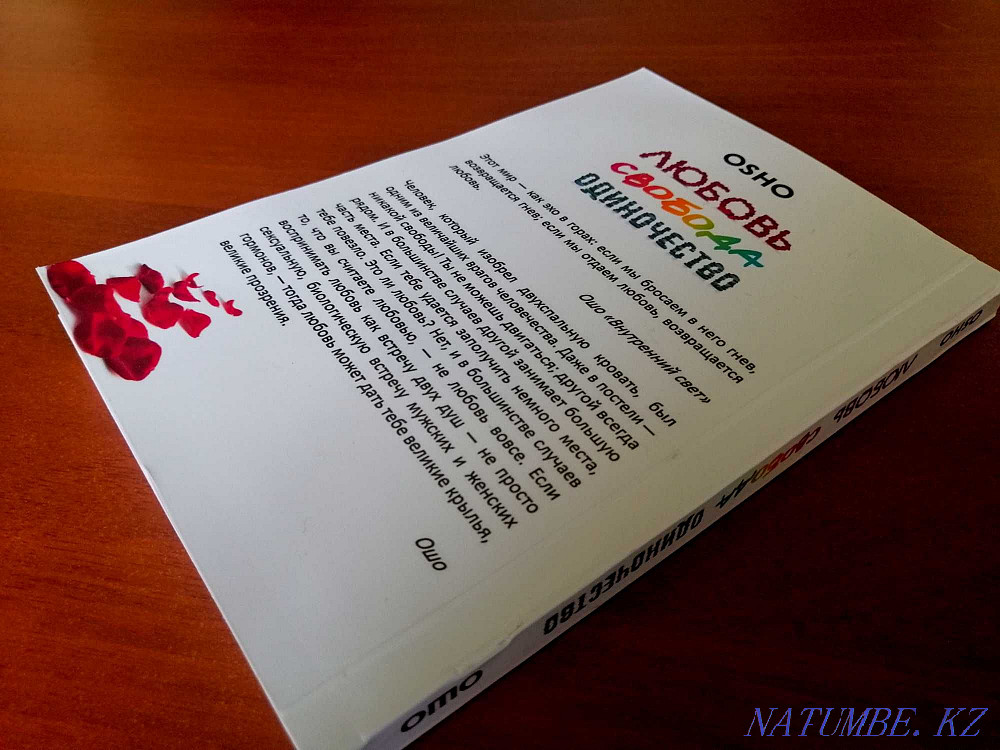 OSHO
ЛЮБОВЬ
СВОБОДА
ОДИНОЧЕСТВО
Этот мир — как эхо в горах: если мы бросаем в него гнев,
возвращается гнев; если мы отдаем любовь, возвращается
любовь.
Ошо «Внутренний свет»
Человек, который изобрел двухспальную кровать, был
одним из величайших врагов человечества. Даже в постели —
никакой свободы! Ты не можешь двигаться; другой всегда
рядом. И в большинстве случаев другой занимает большую
часть места. Если тебе удается заполучить немного места,
тебе повезло. Это ли любовь? Нет, и в большинстве случаев
то, что вы считаете любовью, — не любовь вовсе. Если
воспринимать любовь как встречу двух душ — не просто
сексуальную, биологическую встречу мужских и женских
гормонов, — тогда любовь может дать тебе великие крылья,
великие прозрения.
Ошо
OSHO ЛЮБОВЬ СВОБОДА ОДИНОЧЕСТВО
ОШО
NATUMBE. KZ